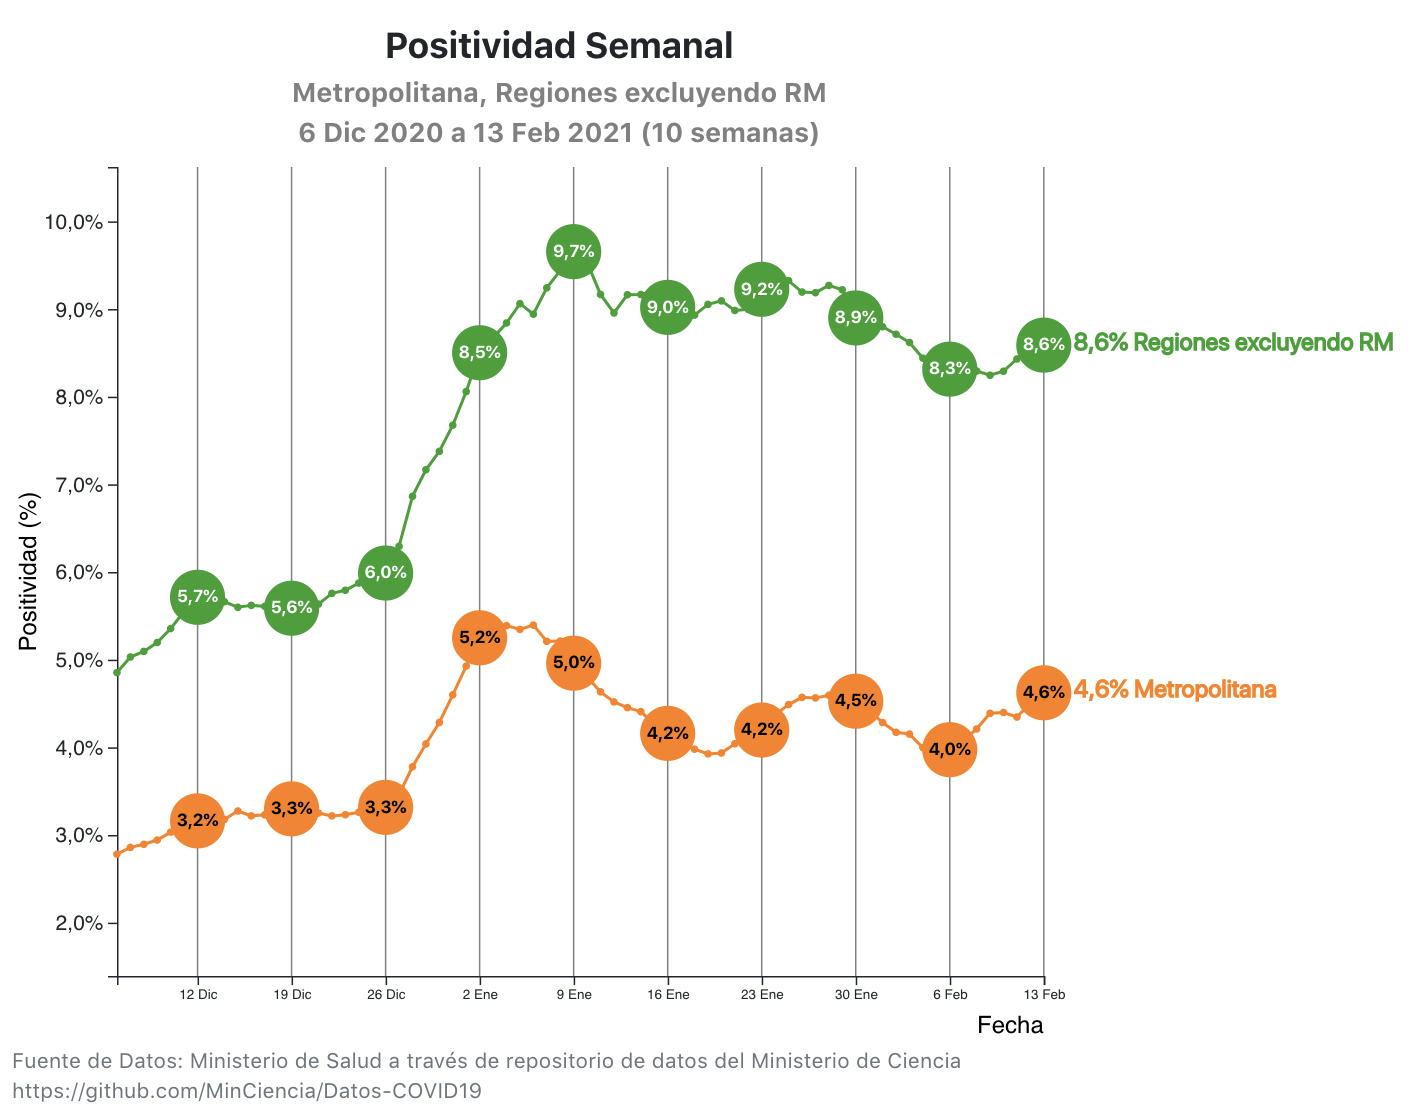 Positividad Semanal
Metropolitana, Regiones excluyendo RM
6 Dic 2020 a 13 Feb 2021 (10 semanas)
Positividad (%)
10,0%
9,0%
8,0%
7,0%
6,0%
5,0%
4,0%
3,0%
2,0%
5,7%
5,6%
6,0%
8,5%
9,7%
9,0%
9,2%
8,9%
8,3%
8,6%
8,6% Regiones excluyendo RM
3,2%
3,3%
3,3%
5,2%
5,0%
4,2%
4,2%
4,5%
4,0%
4,6%
4,6% Metropolitana
12 Dic
19 Dic
26 Dic
2 Ene
9 Ene
16 Ene
23 Ene
30 Ene
6 Feb
13 Feb
Fecha
Fuente de Datos: Ministerio de Salud a través de repositorio de datos del Ministerio de Ciencia
https://github.com/MinCiencia/Datos-COVID19